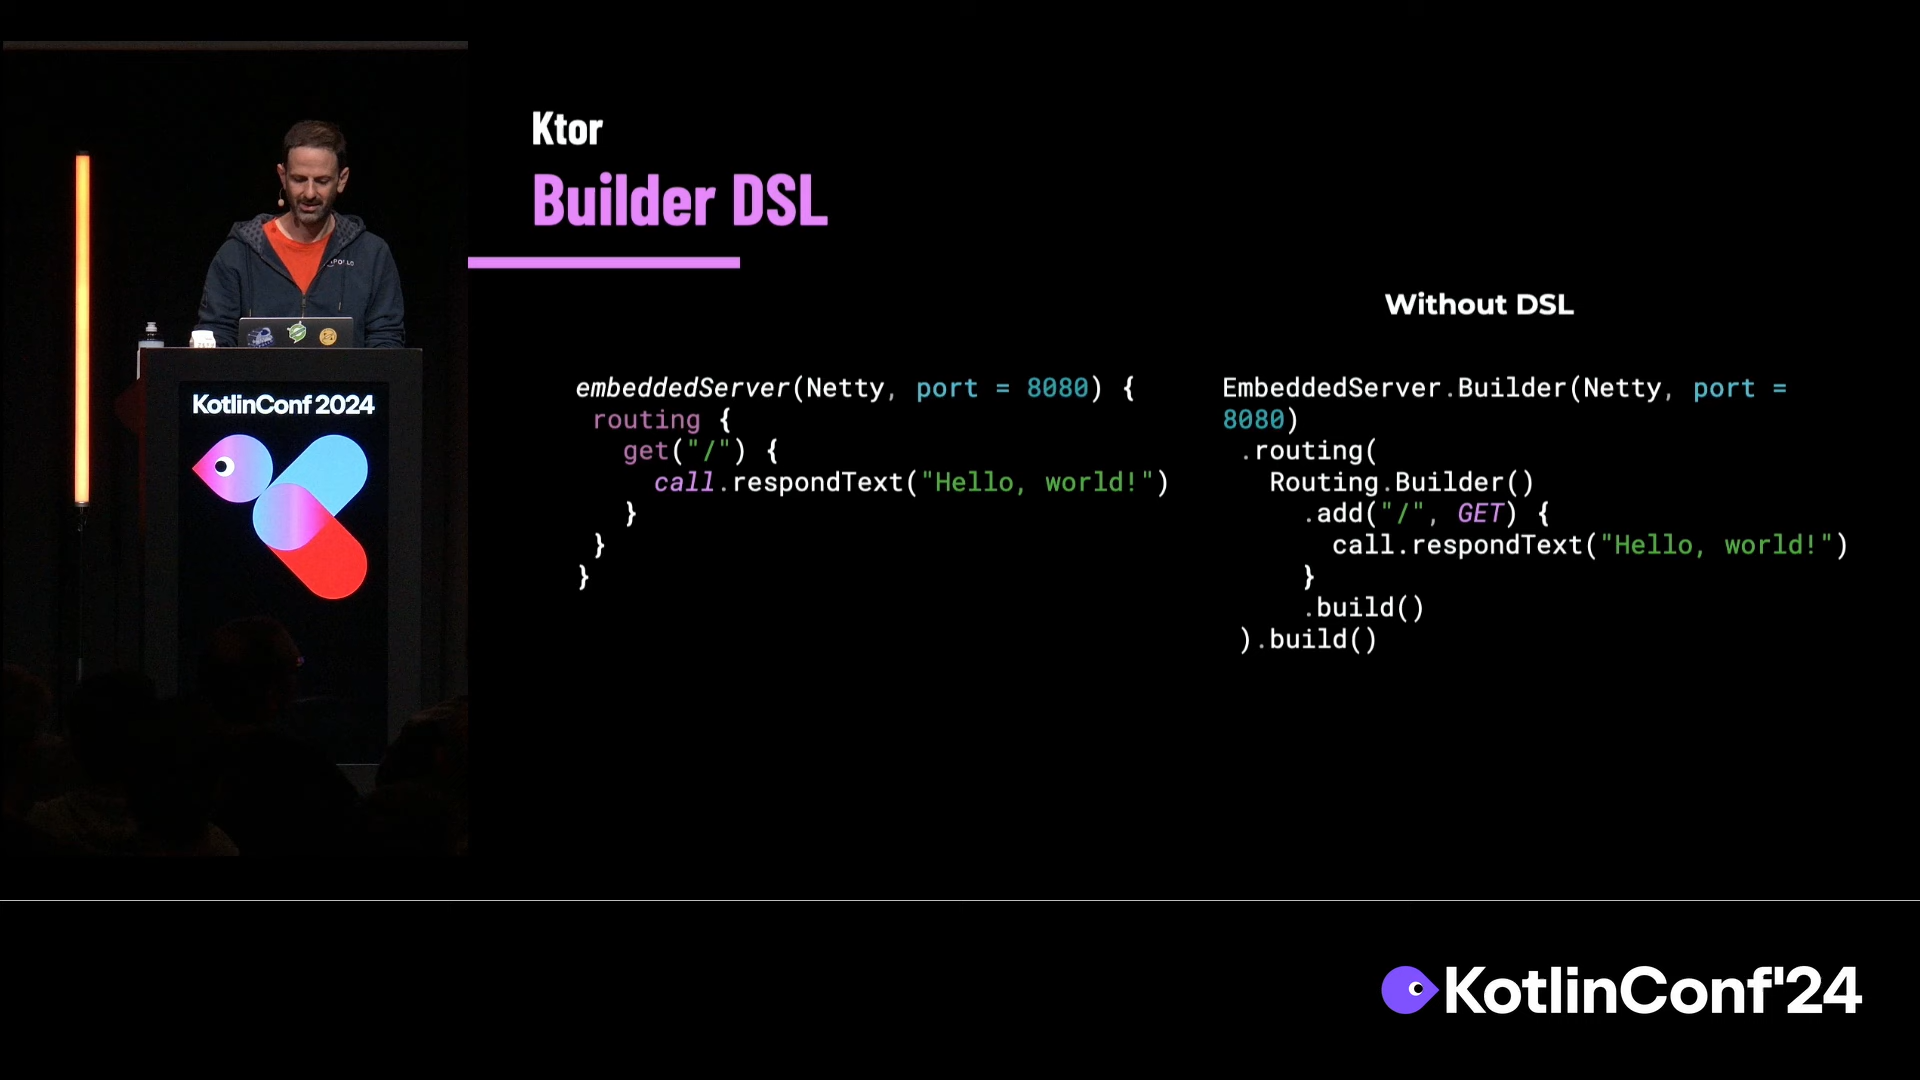 Ktor
Builder DSL
Without DSL
embeddedServer(Netty, port = 8080) {
routing {
get("/") {
call.respondText("Hello, world!")
}
}
}
EmbeddedServer.Builder(Netty, port =
8080)
.routing(
Routing.Builder()
.add("/", GET) {
call.respondText("Hello, world!")
}
.build()
).build()
APOLLO
KotlinConf 2024
KotlinConf'24